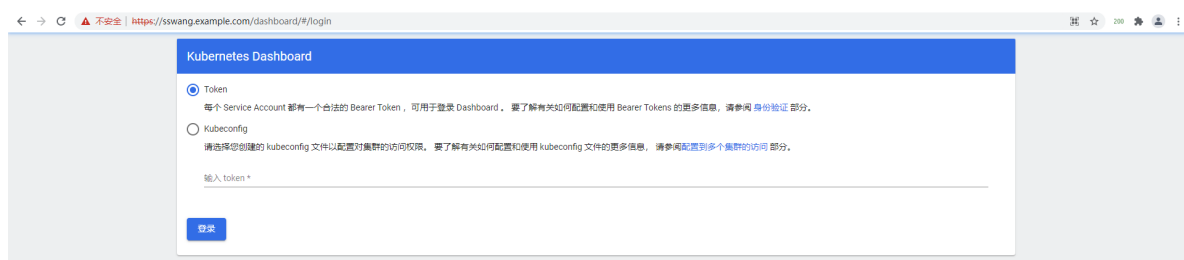 不安全 | https://sswang.example.com/dashboard/#/login
200
Kubernetes Dashboard
Token
每个 Service Account 都有一个合法的 Bearer Token ，可用于登录 Dashboard 。 要了解有关如何配置和使用 Bearer Tokens 的更多信息，请参阅 身份验证 部分。
Kubeconfig
请选择您创建的 kubeconfig 文件以配置对集群的访问权限。 要了解有关如何配置和使用 kubeconfig 文件的更多信息， 请参阅配置到多个集群的访问 部分。
输入 token *
登录